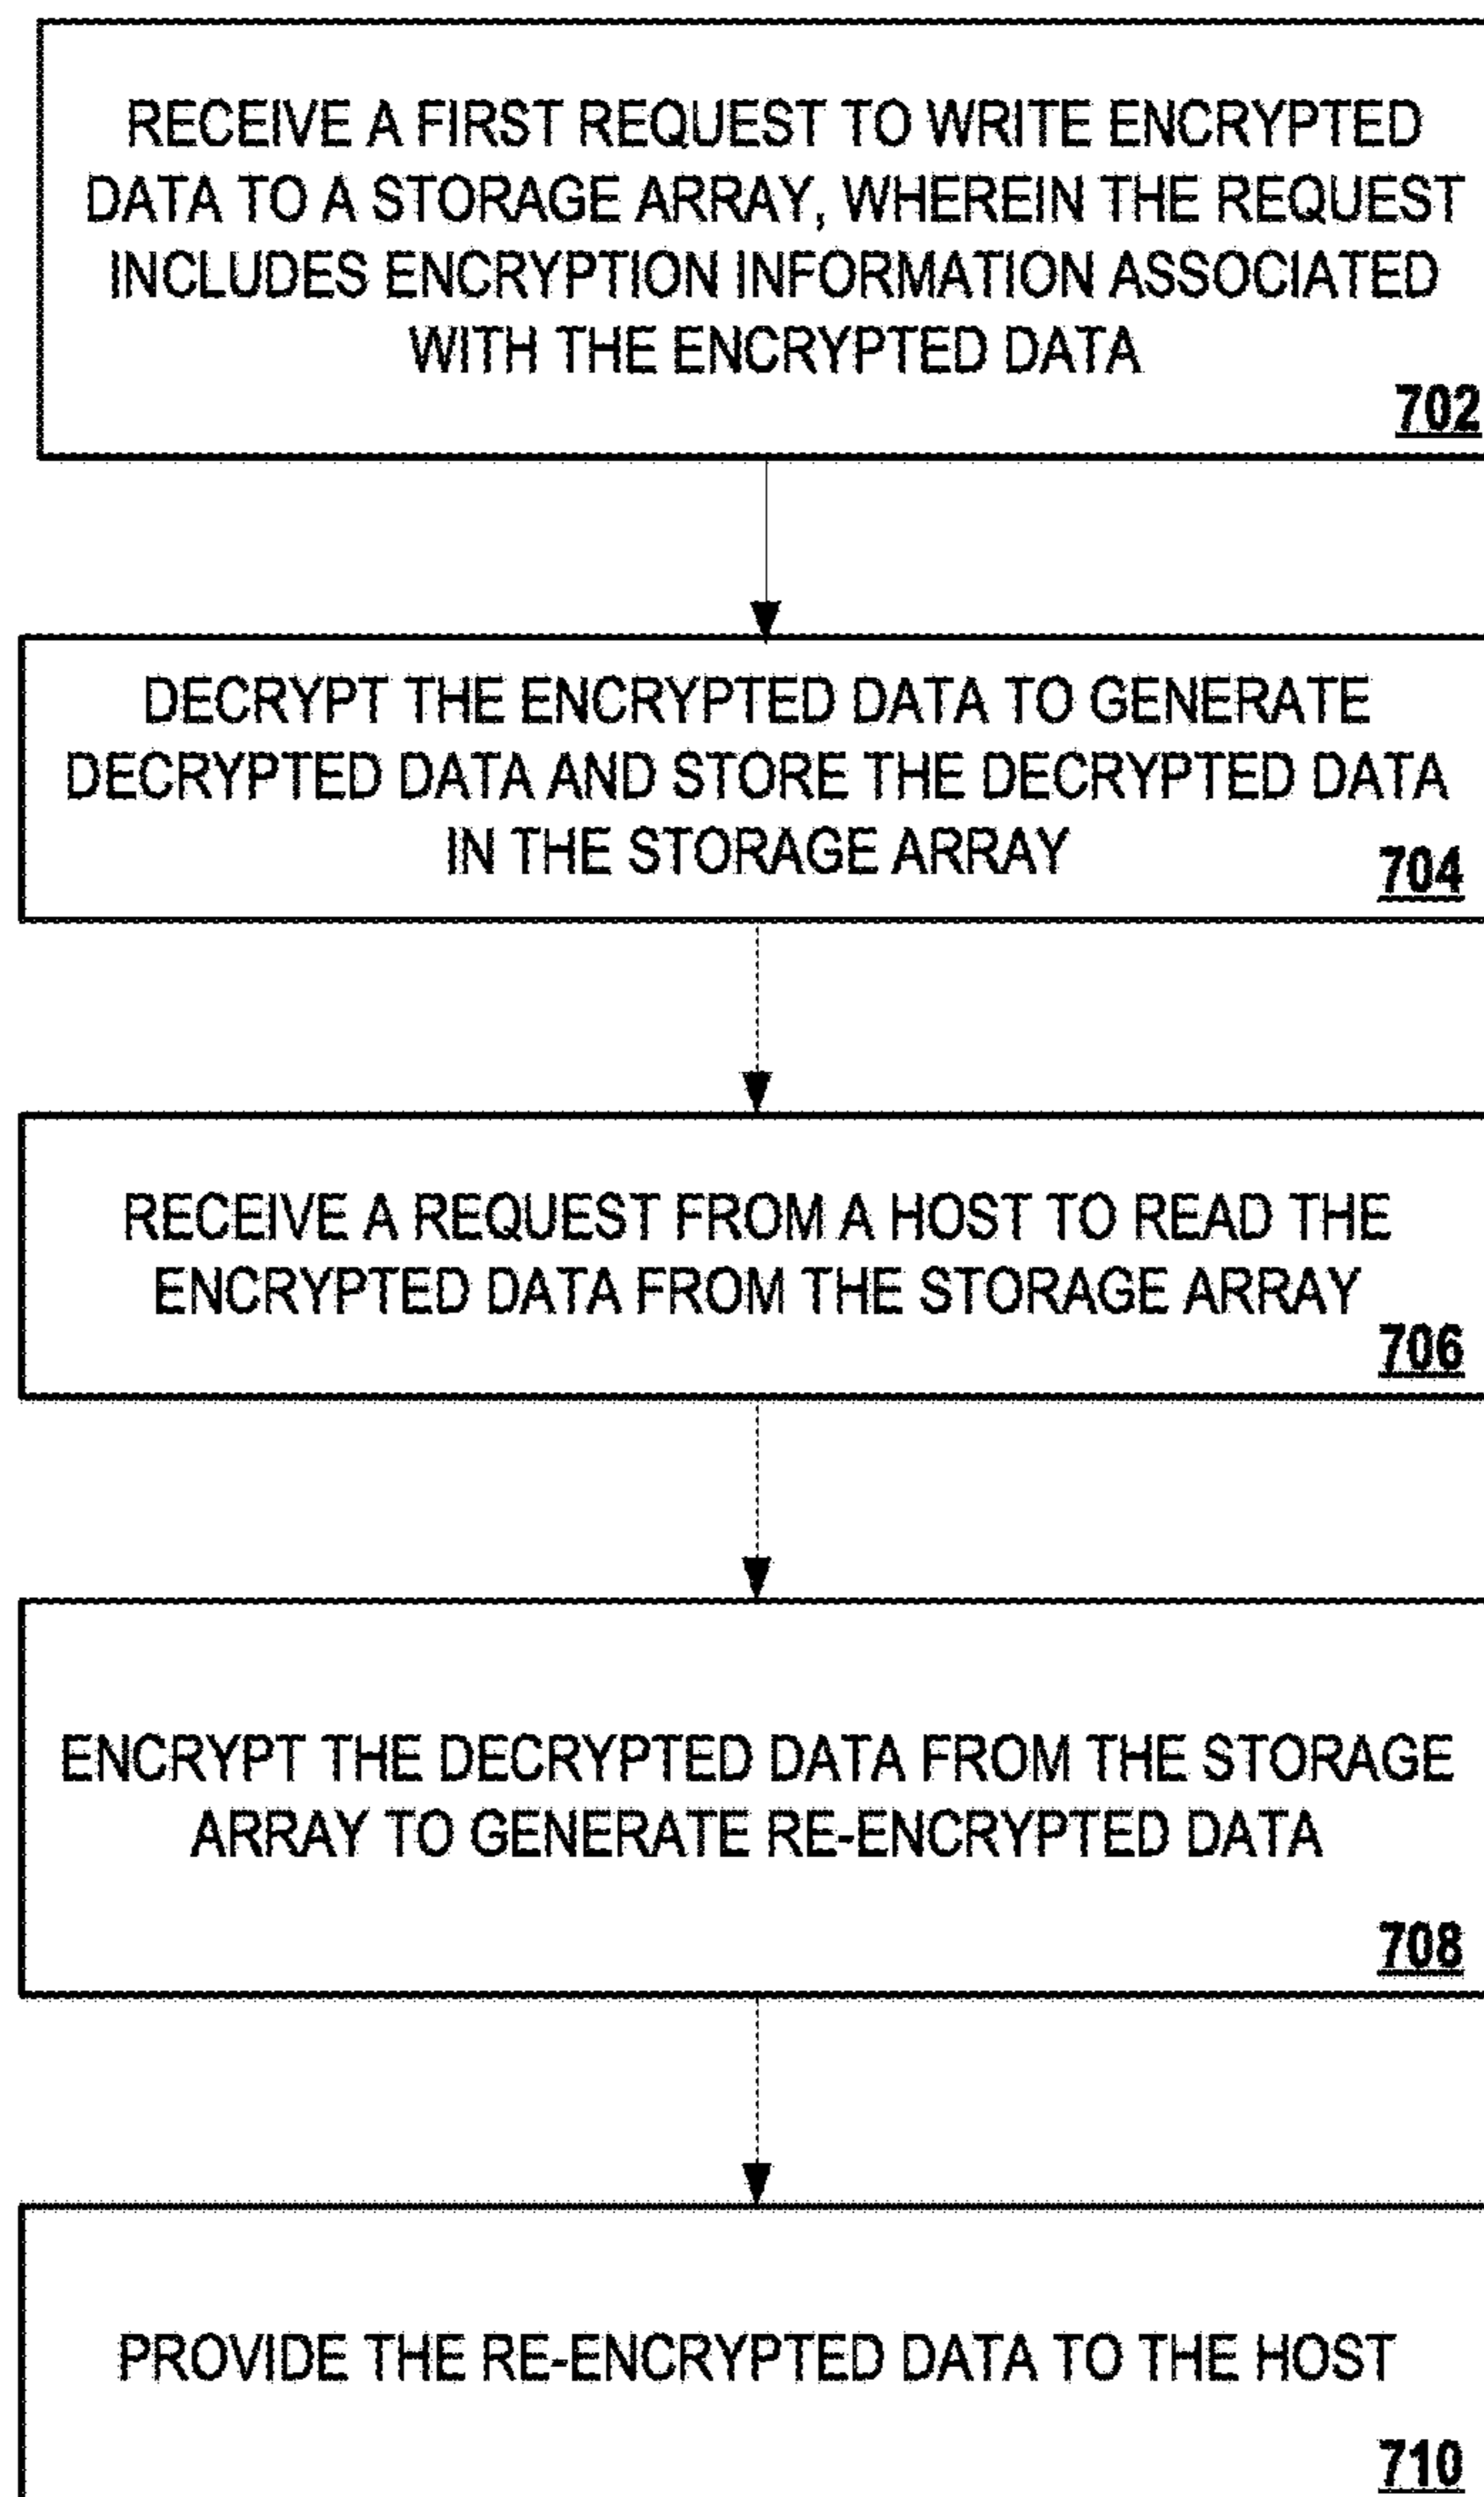 RECEIVE A FIRST REQUEST TO WRITE ENCRYPTED
DATA TO A STORAGE ARRAY, WHEREIN THE REQUEST
INCLUDES ENCRYPTION INFORMATION ASSOCIATED
WITH THE ENCRYPTED DATA
702
DECRYPT THE ENCRYPTED DATA TO GENERATE
DECRYPTED DATA AND STORE THE DECRYPTED DATA
IN THE STORAGE ARRAY
704
RECEIVE A REQUEST FROM A HOST TO READ THE
ENCRYPTED DATA FROM THE STORAGE ARRAY
706
ENCRYPT THE DECRYPTED DATA FROM THE STORAGE
ARRAY TO GENERATE RE-ENCRYPTED DATA
708
PROVIDE THE RE-ENCRYPTED DATA TO THE HOST
710